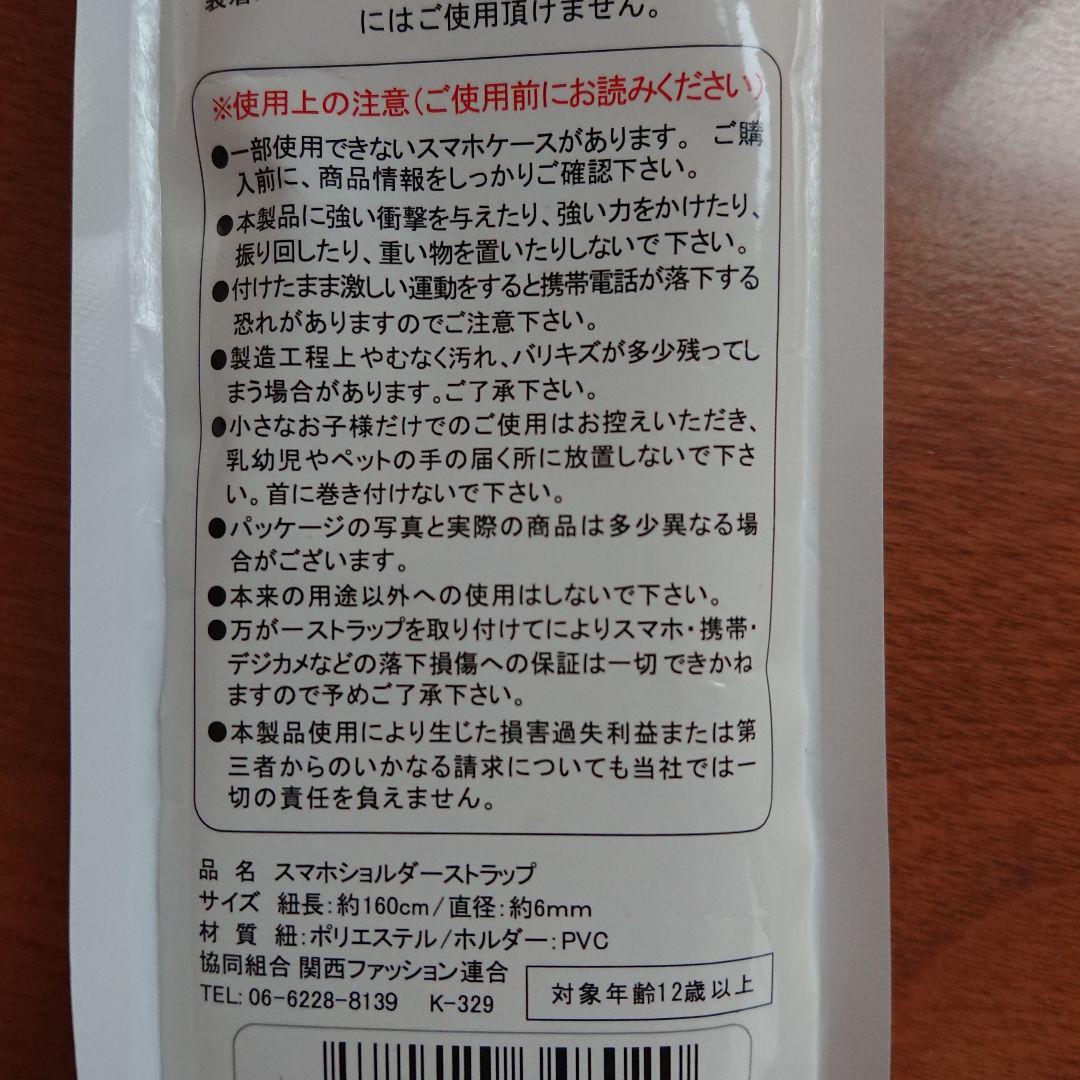 にはご使用頂けません。
※使用上の注意(ご使用前にお読みください)
●一部使用できないスマホケースがあります。 ご購
入前に、商品情報をしっかりご確認下さい。
●本製品に強い衝撃を与えたり、強い力をかけたり、
振り回したり、重い物を置いたりしないで下さい。
●付けたまま激しい運動をすると携帯電話が落下する
恐れがありますのでご注意下さい。
●製造工程上やむなく汚れ、バリキズが多少残ってし
まう場合があります。ご了承下さい。
●小さなお子様だけでのご使用はお控えいただき、
乳幼児やペットの手の届く所に放置しないで下さ
い。首に巻き付けないで下さい。
●パッケージの写真と実際の商品は多少異なる場
合がございます。
●本来の用途以外への使用はしないで下さい。
●万が一ストラップを取り付けてによりスマホ・携帯・
デジカメなどの落下損傷への保証は一切できかね
ますので予めご了承下さい。
●本製品使用により生じた損害過失利益または第
三者からのいかなる請求についても当社では一
切の責任を負えません。
品 名 スマホショルダーストラップ
サイズ 紐長:約160cm/直径:約6mm
材 質 紐:ポリエステル/ホルダー:PVC
協同組合 関西ファッション連合
TEL: 06-6228-8139 K-329
対象年齢12歳以上